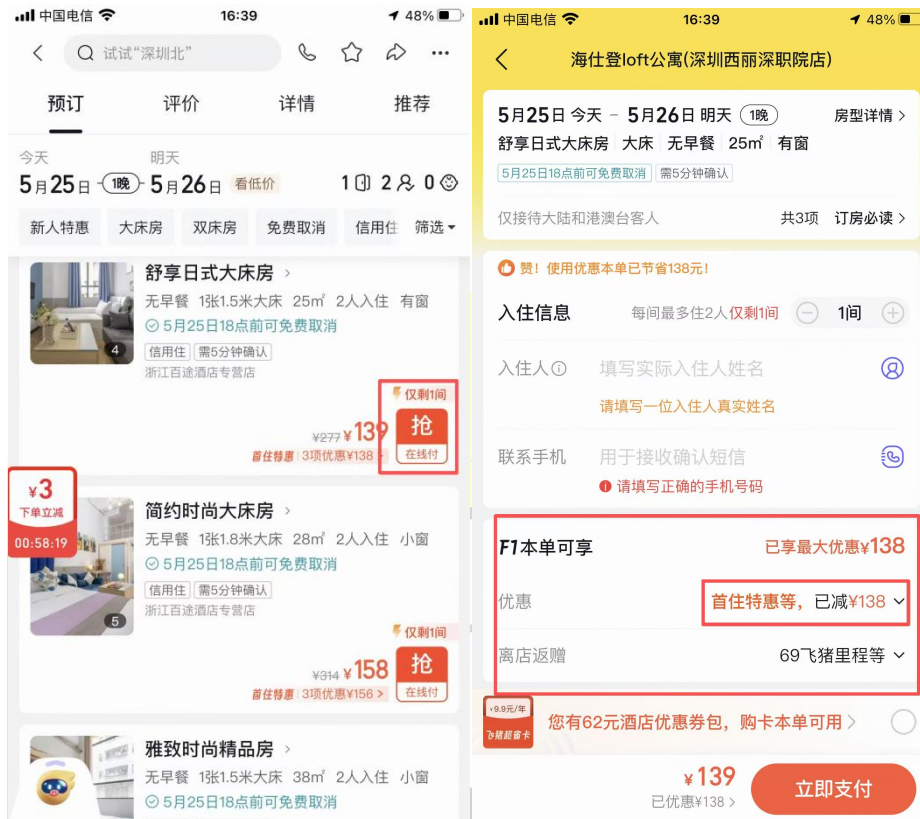 中国电信
16:39
48%
试试“深圳北”
预订
评价
详情
推荐
今天
明天
5月25日
1晚
5月26日
看低价
1
2
0
新人特惠
大床房
双床房
免费取消
信用住
筛选
舒享日式大床房
无早餐 1张1.5米大床 25㎡ 2人入住 有窗
5月25日18点前可免费取消
信用住
需5分钟确认
浙江百途酒店专营店
仅剩1间
¥277 ¥139
抢
在线付
首住特惠 3项优惠¥138 >
4
¥3
下单立减
00:58:19
简约时尚大床房
无早餐 1张1.8米大床 28㎡ 2人入住 小窗
5月25日18点前可免费取消
信用住
需5分钟确认
浙江百途酒店专营店
5
仅剩1间
¥314 ¥158
抢
在线付
首住特惠 3项优惠¥156 >
雅致时尚精品房
无早餐 1张1.5米大床 38㎡ 2人入住 小窗
5月25日18点前可免费取消
中国电信
16:39
48%
海仕登loft公寓(深圳西丽深职院店)
5月25日 今天 - 5月26日 明天 1晚
房型详情
舒享日式大床房 大床 无早餐 25㎡ 有窗
5月25日18点前可免费取消
需5分钟确认
仅接待大陆和港澳台客人
共3项 订房必读
赞！使用优惠本单已节省138元！
入住信息
每间最多住2人仅剩1间
1间
入住人
填写实际入住人姓名
请填写一位入住人真实姓名
联系手机
用于接收确认短信
请填写正确的手机号码
F1本单可享
已享最大优惠¥138
优惠
首住特惠等，已减¥138
离店返赠
69飞猪里程等
¥9.9元/年
飞猪超省卡
您有62元酒店优惠券包，购卡本单可用
¥139
已优惠¥138 >
立即支付